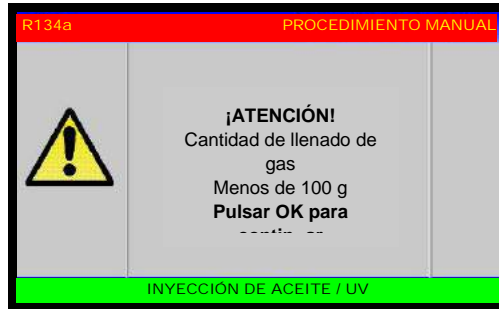 R134a PROCEDIMIENTO MANUAL
¡ATENCIÓN!
Cantidad de llenado de
gas
Menos de 100 g
Pulsar OK para
INYECCIÓN DE ACEITE / UV